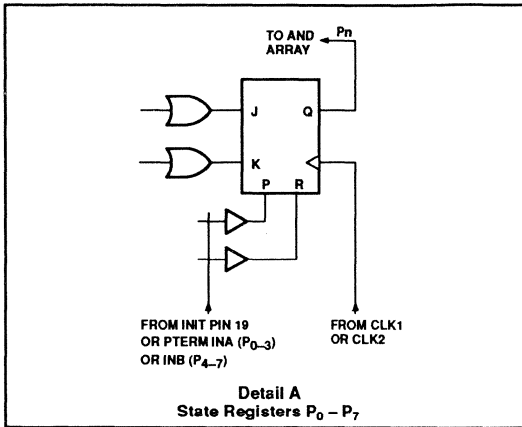 TO AND Pn
ARRAY
J Q
K
P R
FROM INIT PIN 19
OR PTERM INA (P0–3)
OR INB (P4–7)
FROM CLK1
OR CLK2
Detail A
State Registers P0 – P7